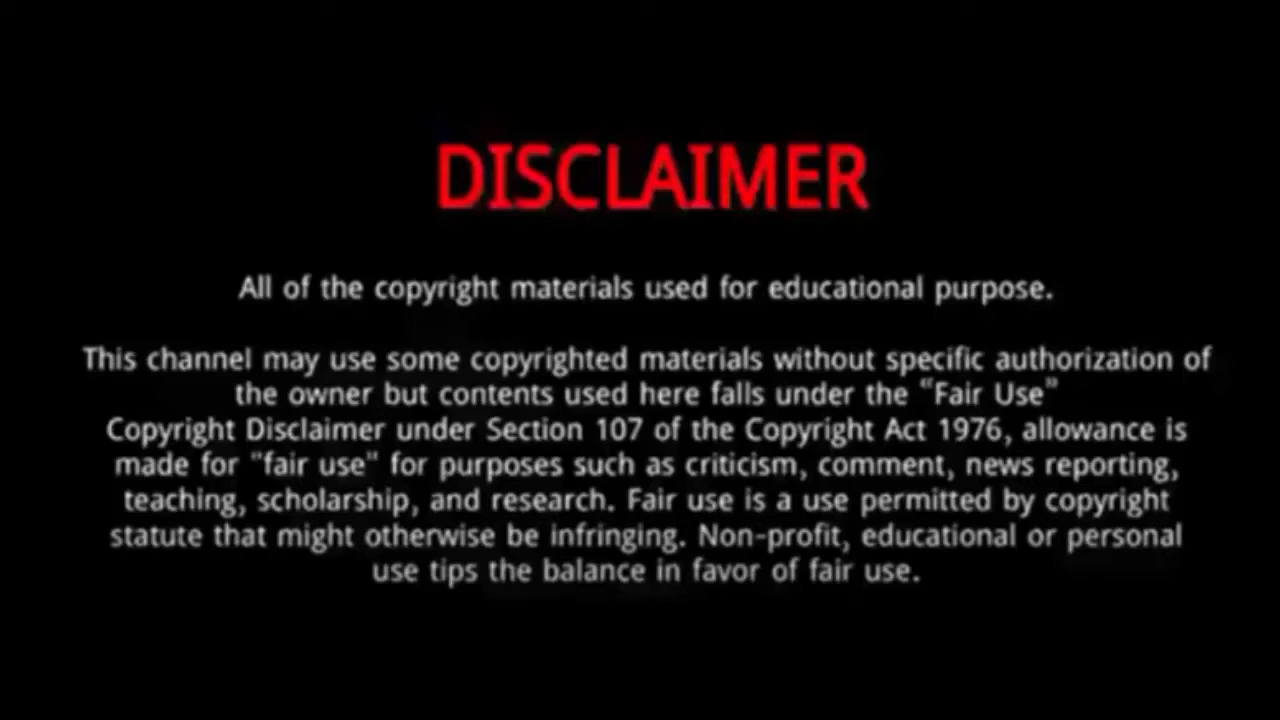 DISCLAIMER
All of the copyright materials used for educational purpose.
This channel may use some copyrighted materials without specific authorization of
the owner but contents used here falls under the “Fair Use”
Copyright Disclaimer under Section 107 of the Copyright Act 1976, allowance is
made for "fair use" for purposes such as criticism, comment, news reporting,
teaching, scholarship, and research. Fair use is a use permitted by copyright
statute that might otherwise be infringing. Non-profit, educational or personal
use tips the balance in favor of fair use.